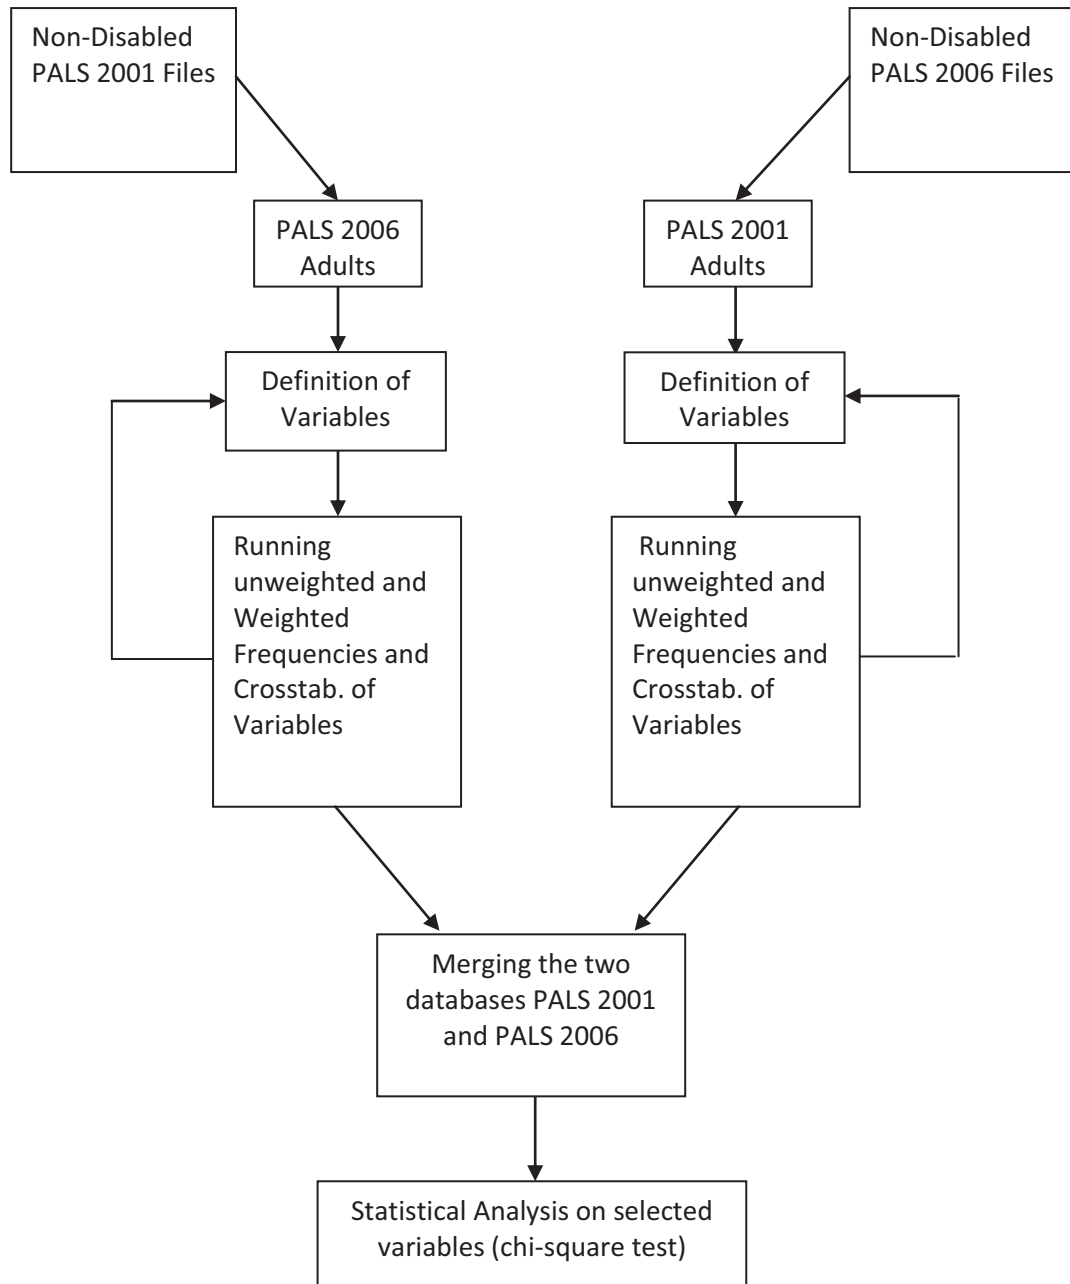 Non-Disabled
PALS 2001 Files
Non-Disabled
PALS 2006 Files
PALS 2006
Adults
PALS 2001
Adults
Definition of
Variables
Definition of
Variables
Running
unweighted and
Weighted
Frequencies and
Crosstab. of
Variables
Running
unweighted and
Weighted
Frequencies and
Crosstab. of
Variables
Merging the two
databases PALS 2001
and PALS 2006
Statistical Analysis on selected
variables (chi-square test)